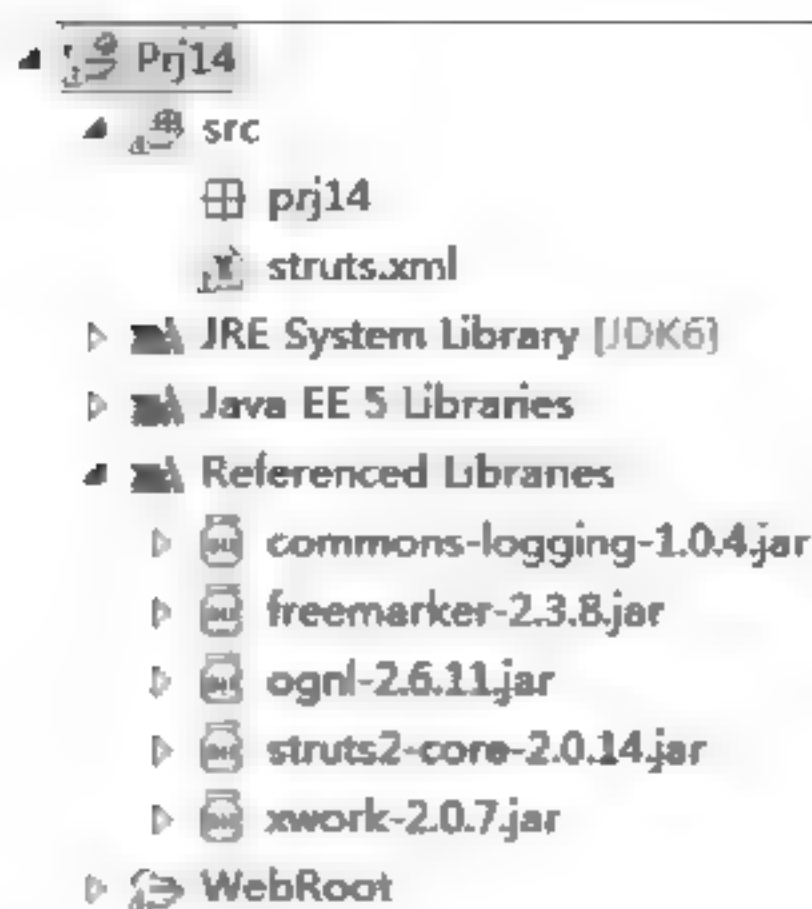 Prj14
src
prj14
struts.xml
JRE System Library [JDK6]
Java EE 5 Libraries
Referenced Libraries
commons-logging-1.0.4.jar
freemarker-2.3.8.jar
ognl-2.6.11.jar
struts2-core-2.0.14.jar
xwork-2.0.7.jar
WebRoot